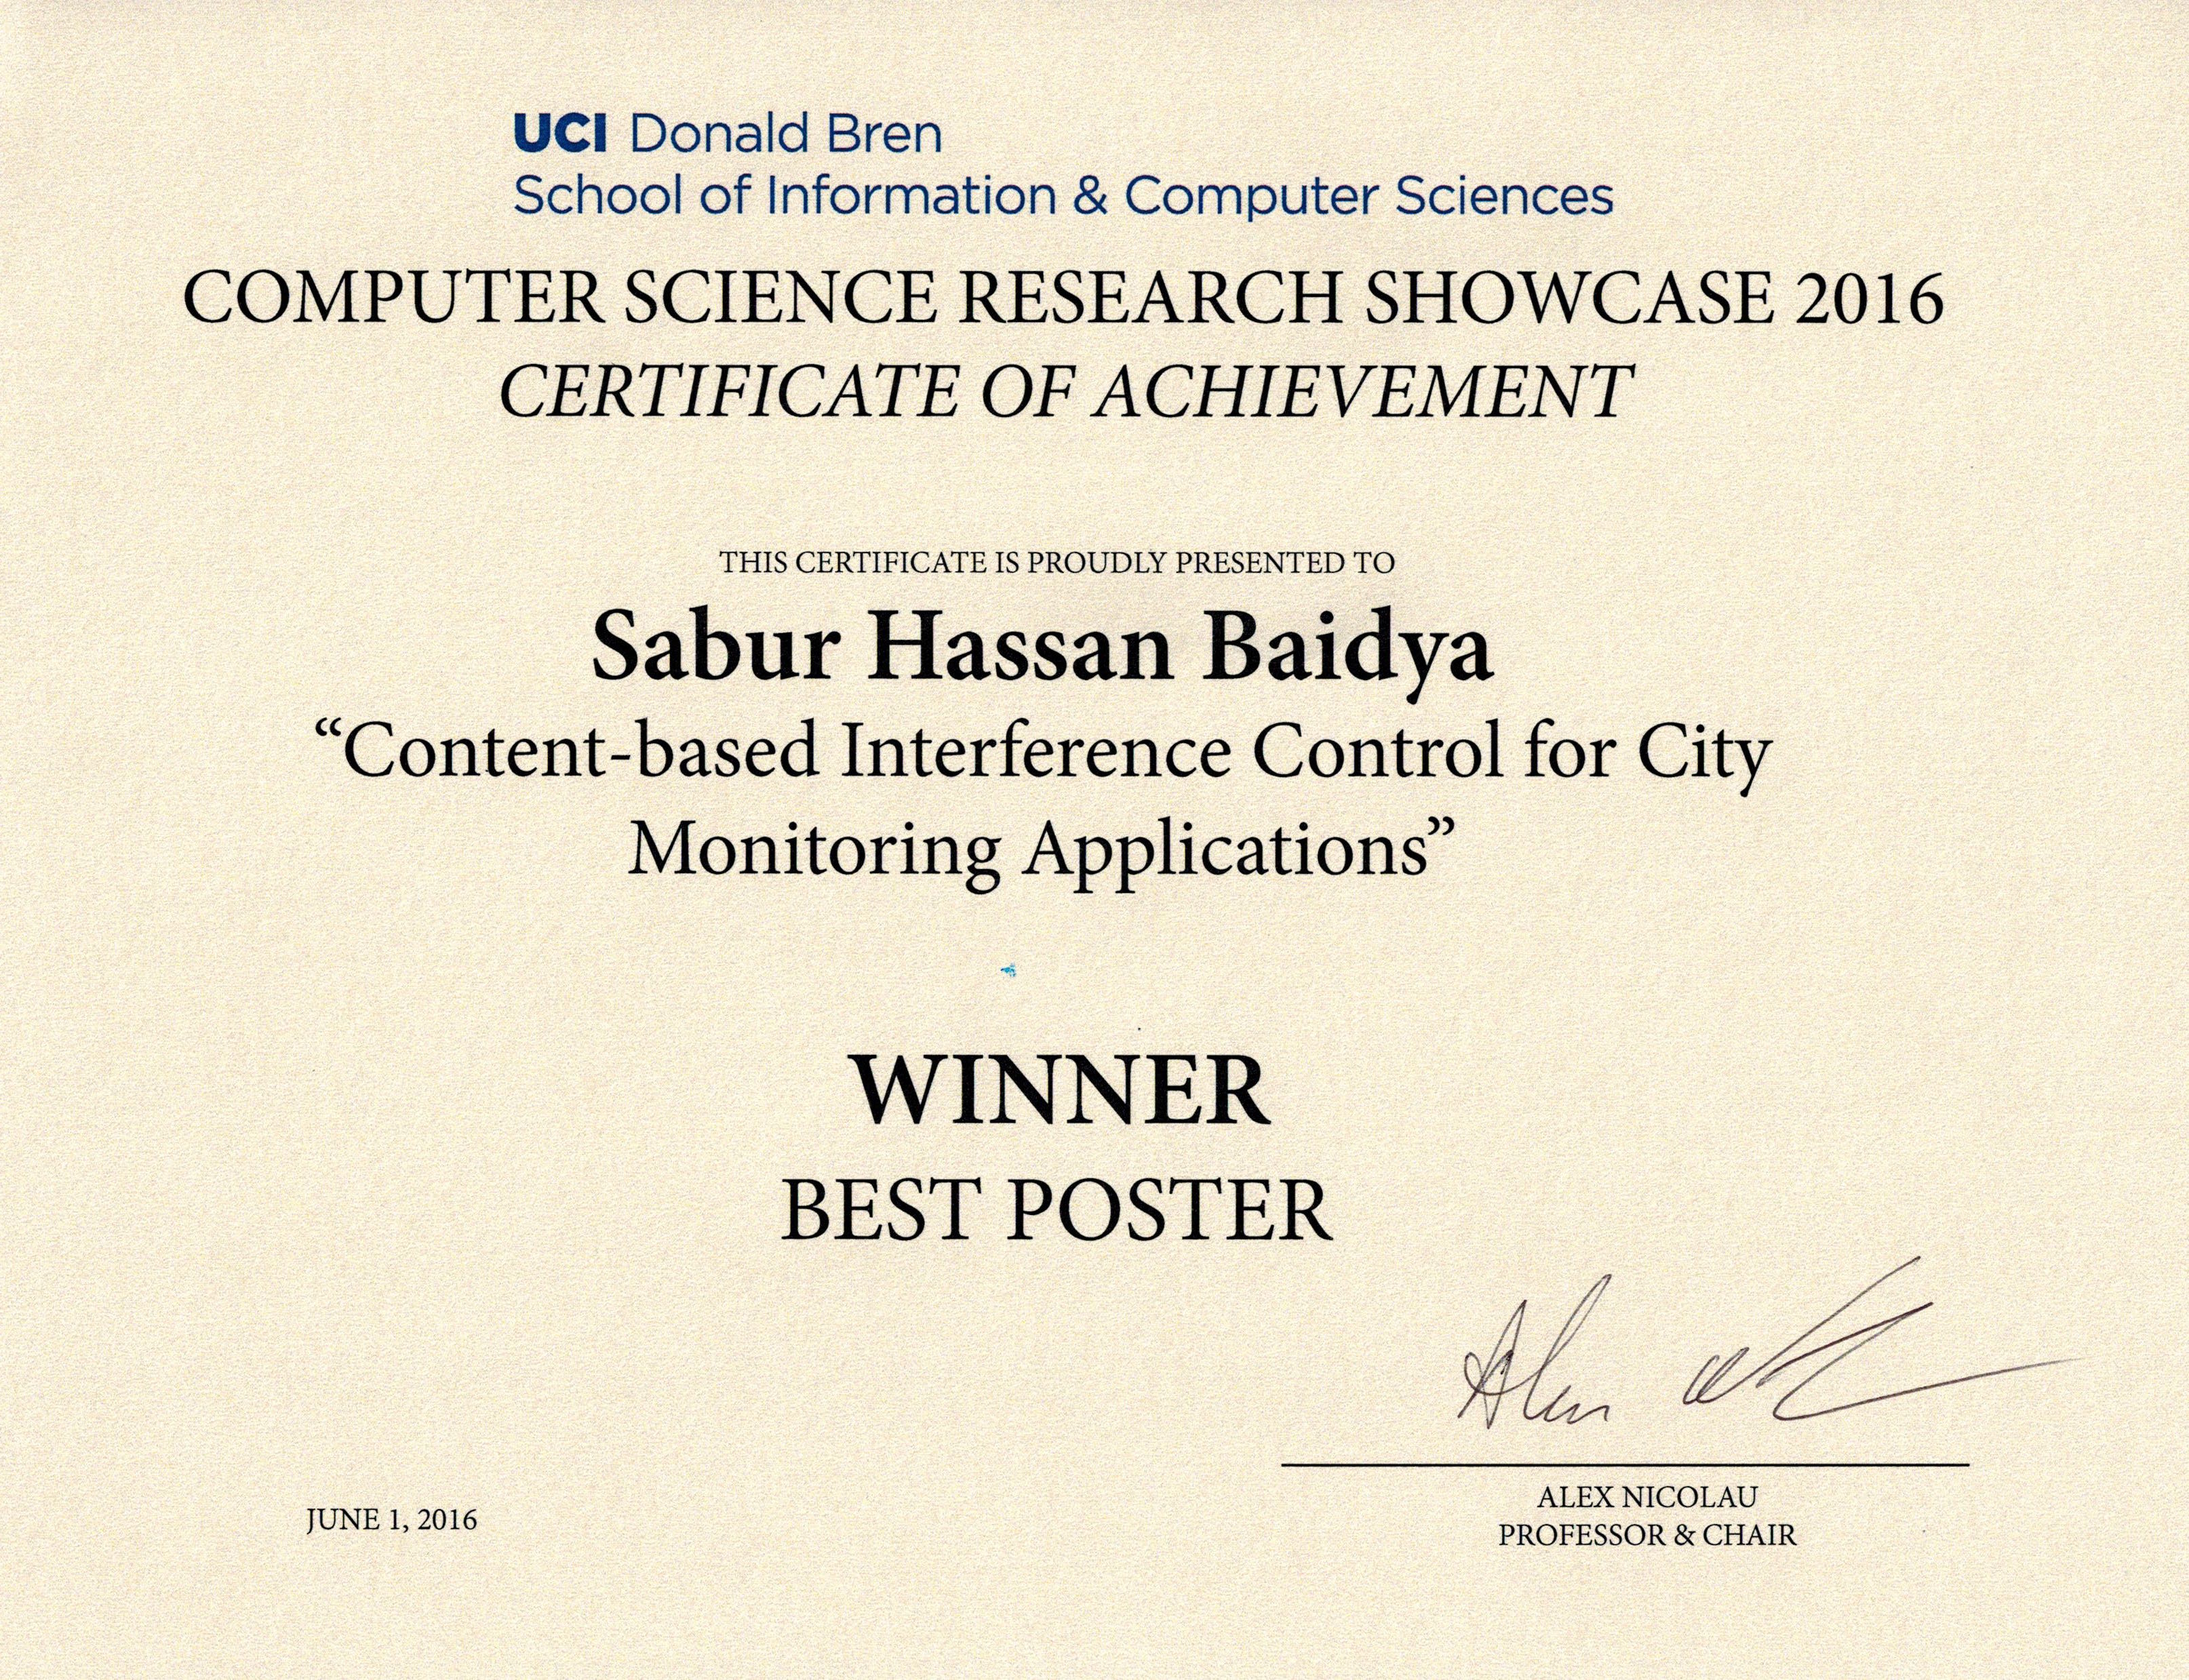 UCI Donald Bren
School of Information & Computer Sciences
COMPUTER SCIENCE RESEARCH SHOWCASE 2016
CERTIFICATE OF ACHIEVEMENT
THIS CERTIFICATE IS PROUDLY PRESENTED TO
Sabur Hassan Baidya
“Content-based Interference Control for City
Monitoring Applications”
WINNER
BEST POSTER
JUNE 1, 2016
ALEX NICOLAU
PROFESSOR & CHAIR